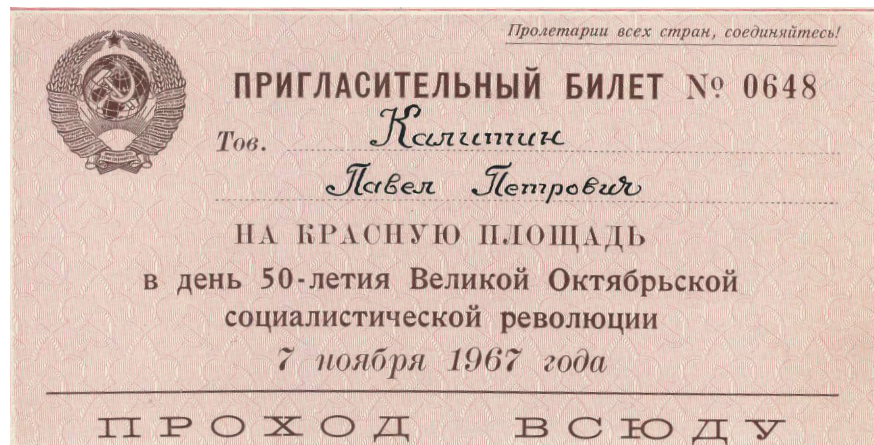 Пролетарии всех стран, соединяйтесь!
ПРИГЛАСИТЕЛЬНЫЙ БИЛЕТ № 0648
Тов. Калитин
Павел Петрович
НА КРАСНУЮ ПЛОЩАДЬ
в день 50-летия Великой Октябрьской
социалистической революции
7 ноября 1967 года
ПРОХОД ВСЮДУ